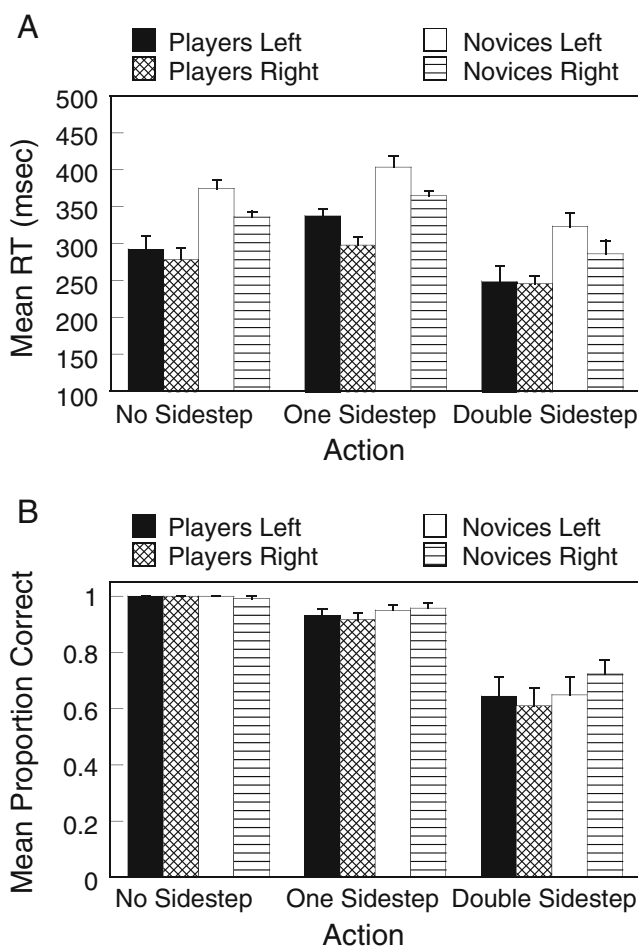 A
Players Left
Novices Left
Players Right
Novices Right
500
450
400
350
300
250
200
150
100
Mean RT (msec)
No Sidestep One Sidestep Double Sidestep
Action
B
Players Left
Novices Left
Players Right
Novices Right
1
0.8
0.6
0.4
0.2
0
Mean Proportion Correct
No Sidestep One Sidestep Double Sidestep
Action